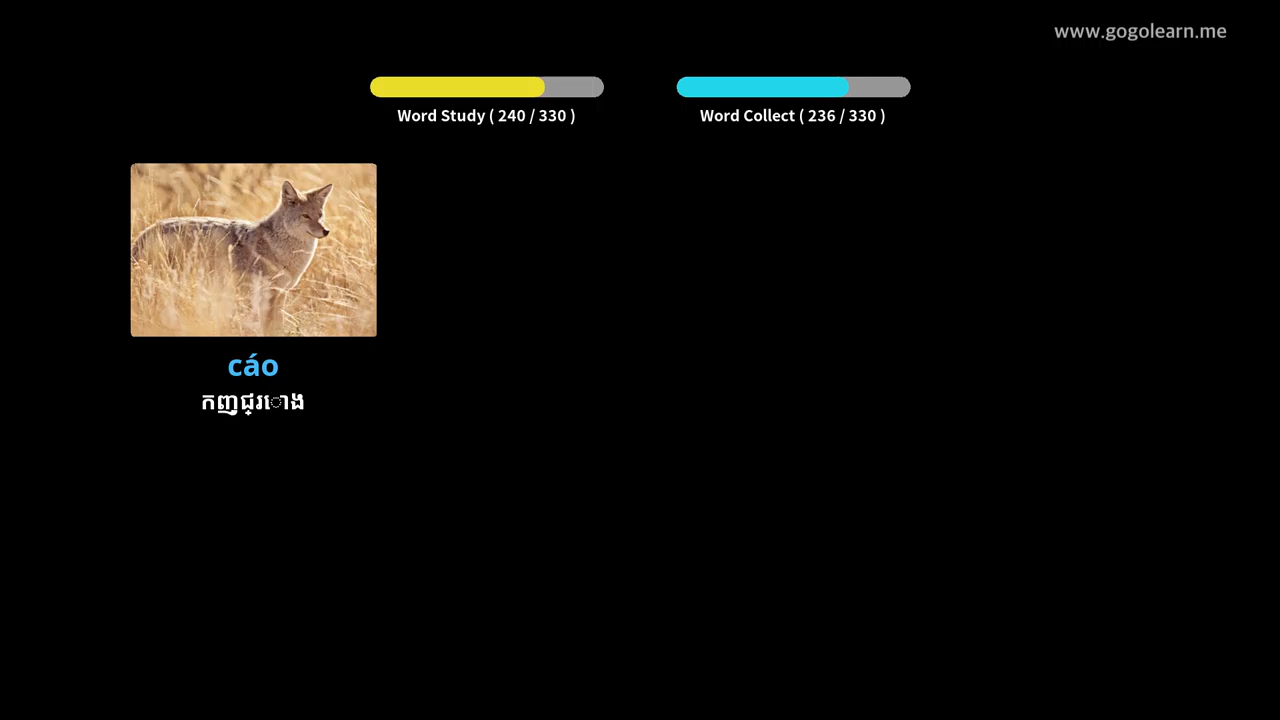 www.gogolearn.me
Word Study ( 240 / 330 )
Word Collect ( 236 / 330 )
cáo
កញ្ជ្រោង